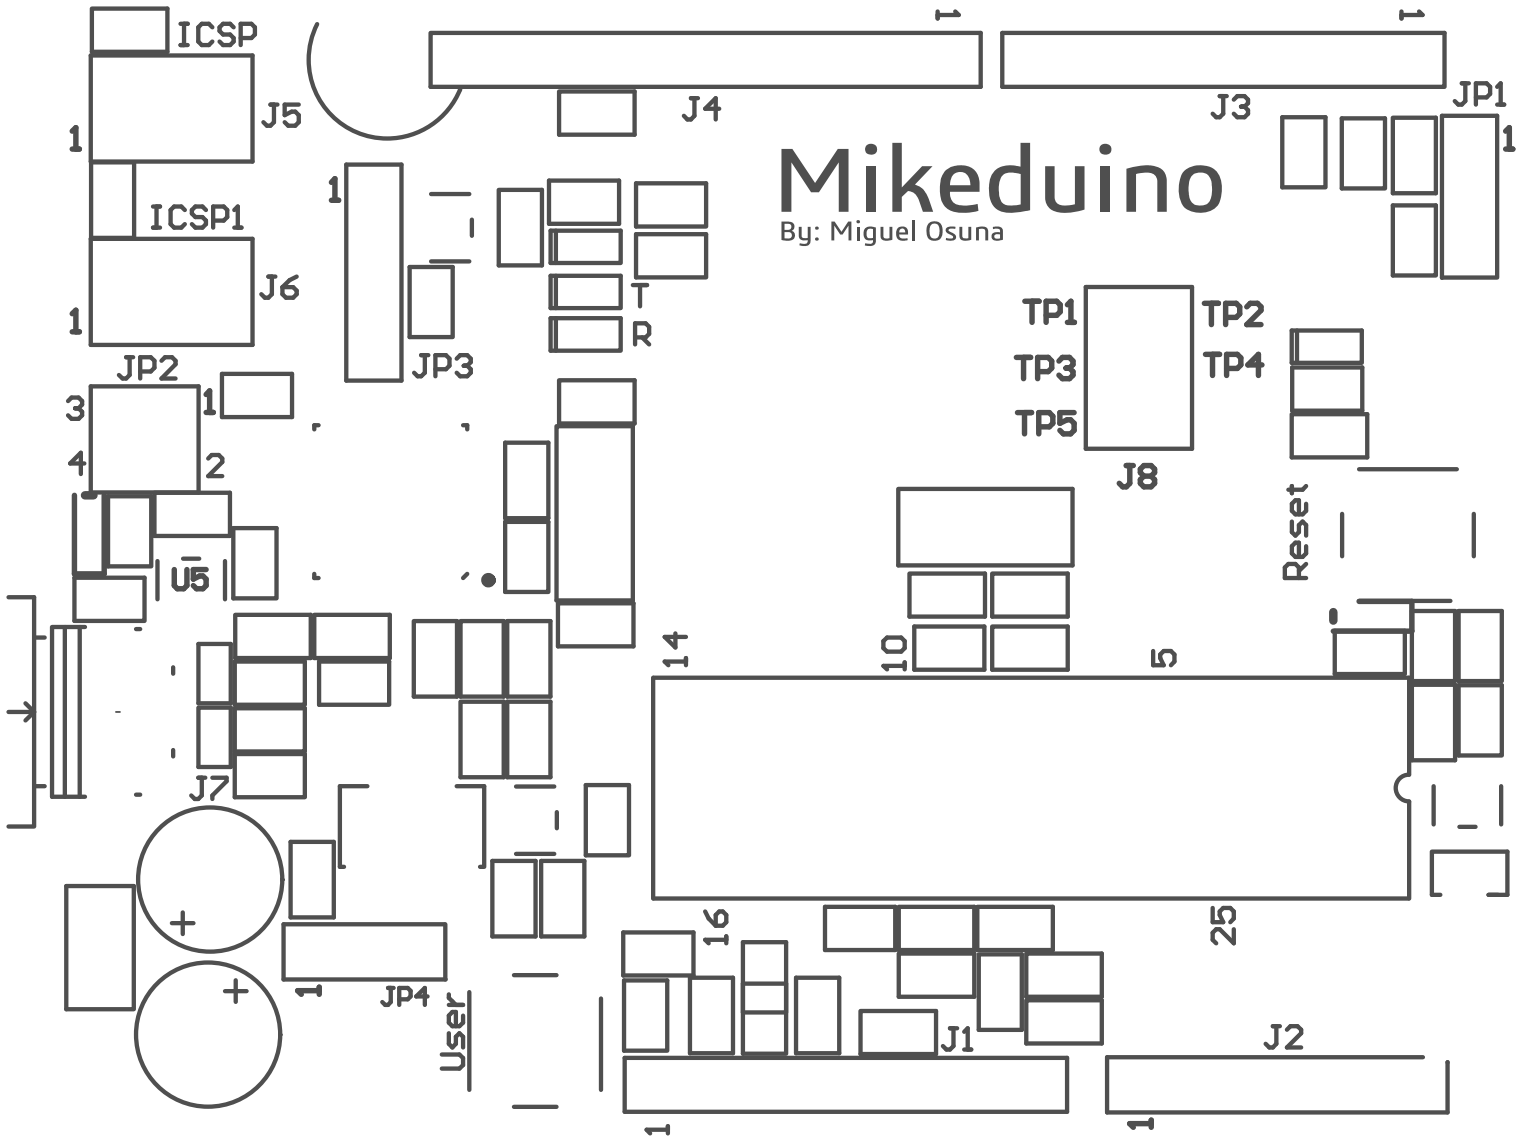 1
1
ICSP
J5
J4
J3
JP1
1
1
1
Mikeduino
By: Miguel Osuna
ICSP1
J6
1
T
R
TP1
TP2
TP3
TP4
TP5
J8
JP2
JP3
3
1
4
2
Reset
U5
14
10
5
J7
16
25
+
+
1
JP4
User
J1
J2
1
1